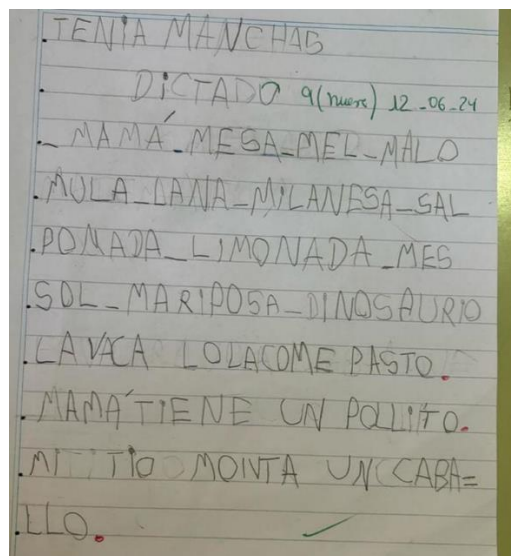 .TENIA MANCHAS
. DICTADO 9 (nueve) 12-06-24
._ MAMÁ_MESA_MEL_MALO
.MULA_LANA_MILANESA_SAL
.POMADA_LIMONADA_MES
.SOL_MARIPOSA_DINOSAURIO
.LA VACA LOLA COME PASTO.
.MAMÁ TIENE UN POLLITO.
.MI TIO MONTA UN CABA=
.LLO.